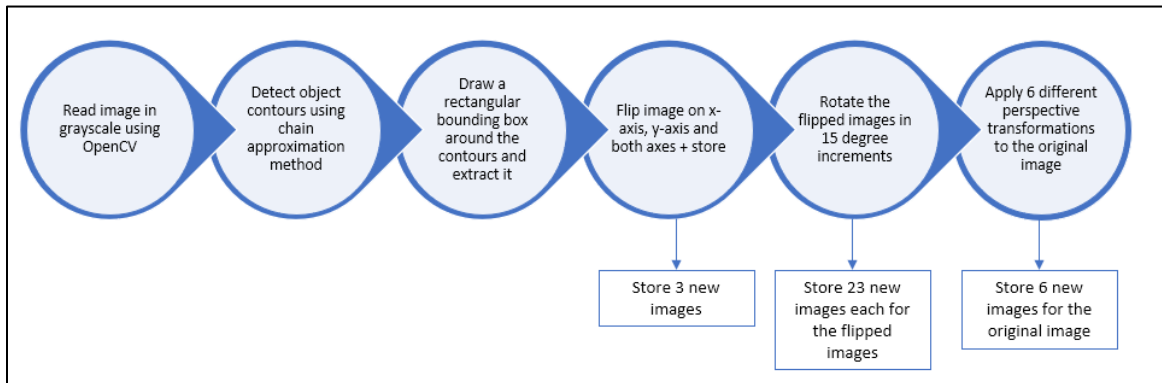 Read image in
grayscale using
OpenCV
Detect object
contours using
chain
approximation
method
Draw a
rectangular
bounding box
around the
contours and
extract it
Flip image on x-
axis, y-axis and
both axes + store
Rotate the
flipped images in
15 degree
increments
Apply 6 different
perspective
transformations
to the original
image
Store 3 new
images
Store 23 new
images each for
the flipped
images
Store 6 new
images for the
original image